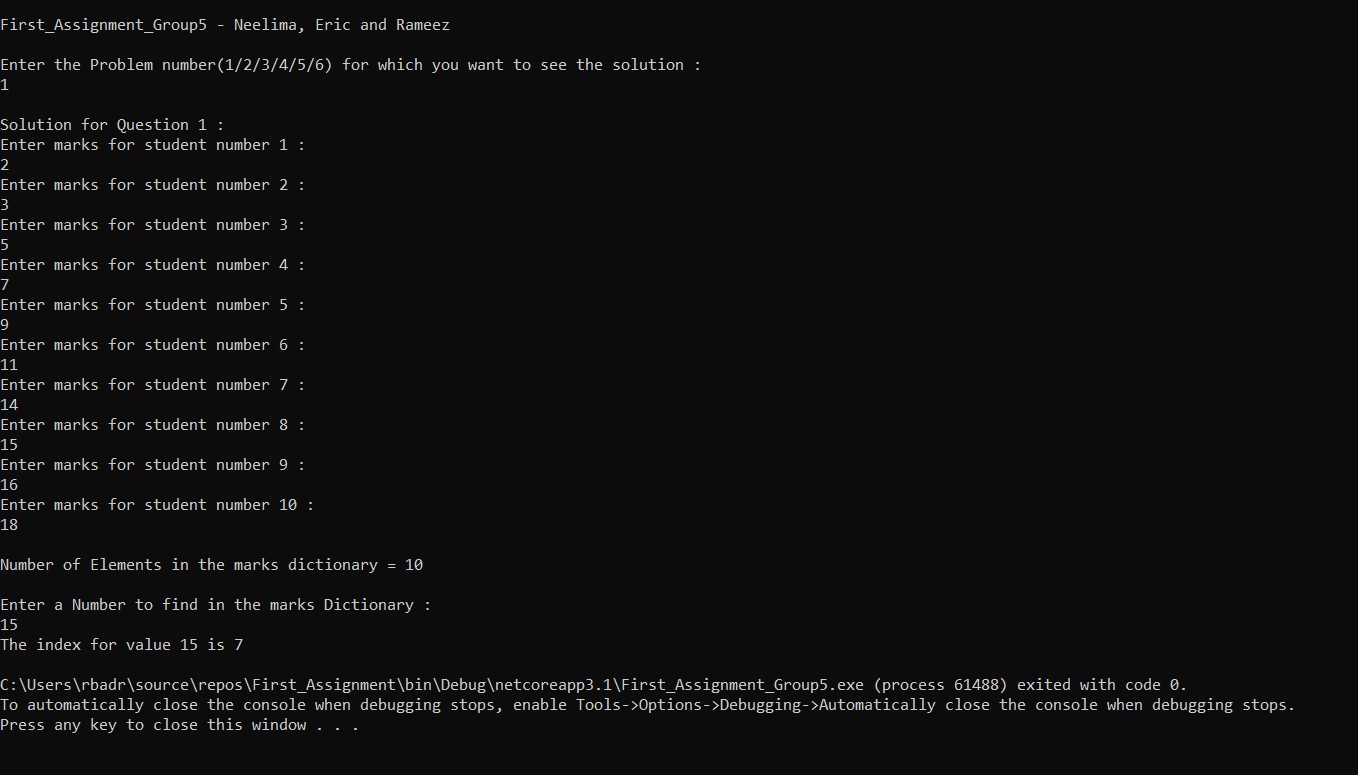 First_Assignment_Group5 - Neelima, Eric and Rameez
Enter the Problem number(1/2/3/4/5/6) for which you want to see the solution :
1
Solution for Question 1 :
Enter marks for student number 1 :
2
Enter marks for student number 2 :
3
Enter marks for student number 3 :
5
Enter marks for student number 4 :
7
Enter marks for student number 5 :
9
Enter marks for student number 6 :
11
Enter marks for student number 7 :
14
Enter marks for student number 8 :
15
Enter marks for student number 9 :
16
Enter marks for student number 10 :
18
Number of Elements in the marks dictionary = 10
Enter a Number to find in the marks Dictionary :
15
The index for value 15 is 7
C:\Users\rbadr\source\repos\First_Assignment\bin\Debug\netcoreapp3.1\First_Assignment_Group5.exe (process 61488) exited with code 0.
To automatically close the console when debugging stops, enable Tools->Options->Debugging->Automatically close the console when debugging stops.
Press any key to close this window . . .